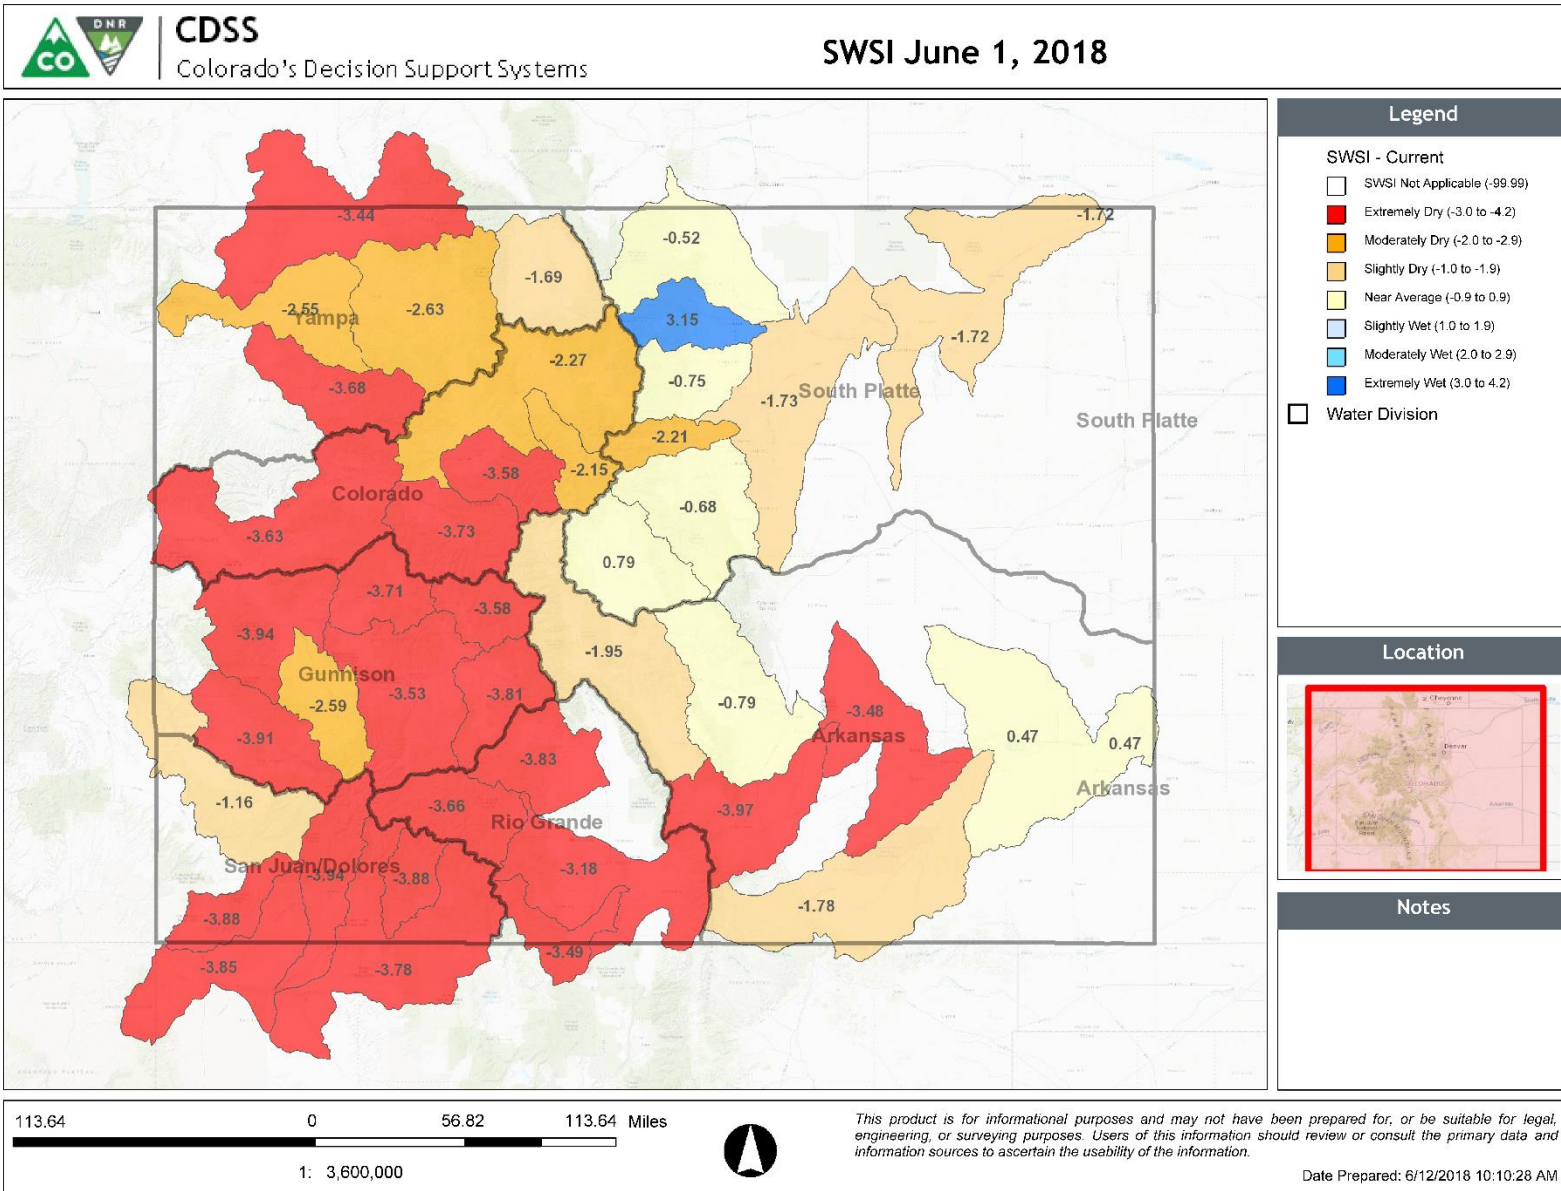 DNR
CO
CDSS
Colorado's Decision Support Systems
SWSI June 1, 2018
-3.44
-0.52
-1.72
-1.69
-2.55
Yampa
-2.63
3.15
-1.72
-2.27
-3.68
-0.75
-1.73
South Platte
South Platte
-2.21
-3.58
-2.15
Colorado
-0.68
-3.63
-3.73
0.79
-3.71
-3.58
-3.94
-1.95
Gunnison
-2.59
-3.53
-3.81
-0.79
-3.48
-3.91
Arkansas
0.47
0.47
-3.83
Arkansas
-1.16
-3.66
-3.97
Rio Grande
San Juan/Dolores
-3.94
-3.88
-3.18
-3.88
-1.78
-3.49
-3.85
-3.78
Legend
SWSI - Current
SWSI Not Applicable (-99.99)
Extremely Dry (-3.0 to -4.2)
Moderately Dry (-2.0 to -2.9)
Slightly Dry (-1.0 to -1.9)
Near Average (-0.9 to 0.9)
Slightly Wet (1.0 to 1.9)
Moderately Wet (2.0 to 2.9)
Extremely Wet (3.0 to 4.2)
Water Division
Location
Cheyenne
Denver
Notes
113.64 0 56.82 113.64 Miles
1: 3,600,000
This product is for informational purposes and may not have been prepared for, or be suitable for legal,
engineering, or surveying purposes. Users of this information should review or consult the primary data and
information sources to ascertain the usability of the information.
Date Prepared: 6/12/2018 10:10:28 AM